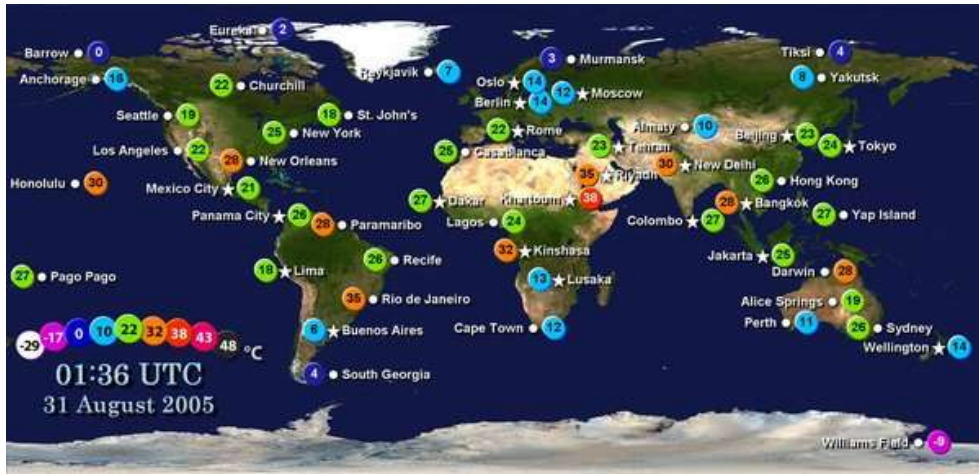 Eureka 2
Barrow 0
3 Murmansk
Tiksi 4
Anchorage 16
Reykjavik 7
8 Yakutsk
22 Churchill
Oslo 14
12 Moscow
Berlin 14
Seattle 19
18 St. John's
25 New York
22 Rome
Almaty 10
Beijing 23
24 Tokyo
Los Angeles 22
28 New Orleans
25 Casablanca
23 Tehran
30 New Delhi
Honolulu 30
Mexico City 21
35 Riyadh
26 Hong Kong
27 Dakar
Khartoum 38
28 Bangkok
Panama City 26
28 Paramaribo
Lagos 24
Colombo 27
27 Yap Island
32 Kinshasa
26 Recife
Jakarta 25
27 Pago Pago
18 Lima
13 Lusaka
Darwin 28
35 Rio de Janeiro
Alice Springs 19
6 Buenos Aires
Cape Town 12
Perth 11
26 Sydney
-29 -17 0 10 22 32 38 43 48 °C
Wellington 14
01:36 UTC
4 South Georgia
31 August 2005
Williams Field -9